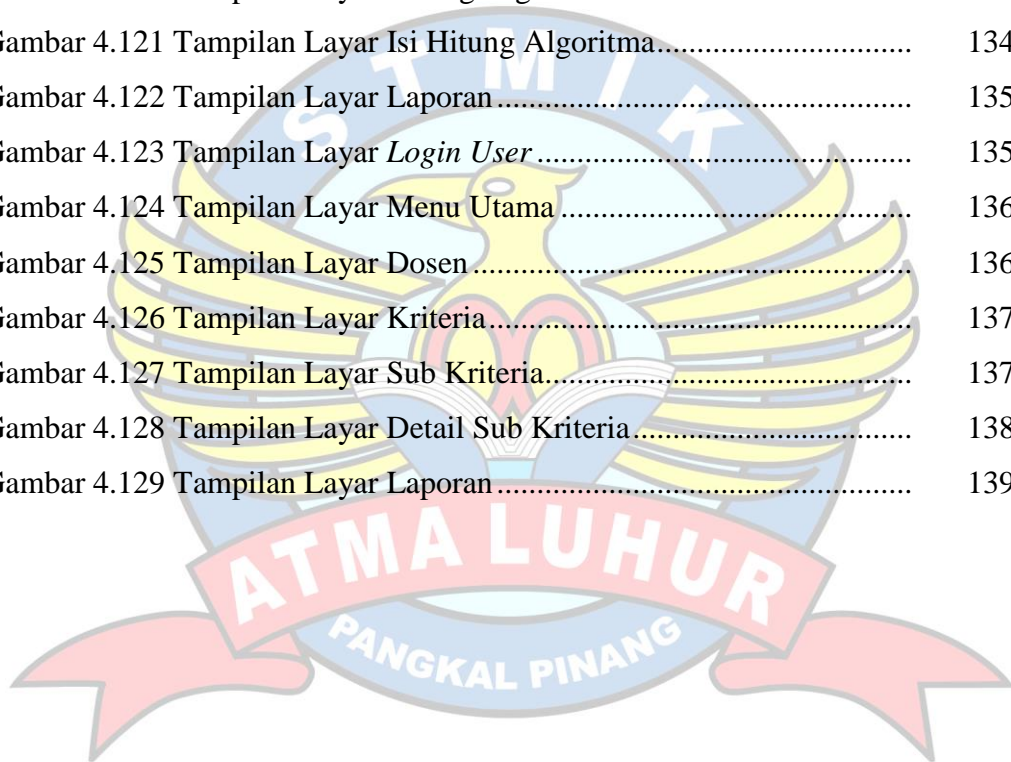 Gambar 4.121 Tampilan Layar Isi Hitung Algoritma................................ 134
Gambar 4.122 Tampilan Layar Laporan.................................................... 135
Gambar 4.123 Tampilan Layar Login User............................................... 135
Gambar 4.124 Tampilan Layar Menu Utama............................................ 136
Gambar 4.125 Tampilan Layar Dosen....................................................... 136
Gambar 4.126 Tampilan Layar Kriteria..................................................... 137
Gambar 4.127 Tampilan Layar Sub Kriteria.............................................. 137
Gambar 4.128 Tampilan Layar Detail Sub Kriteria................................... 138
Gambar 4.129 Tampilan Layar Laporan.................................................... 139
STMIK
ATMA LUHUR
PANGKAL PINANG